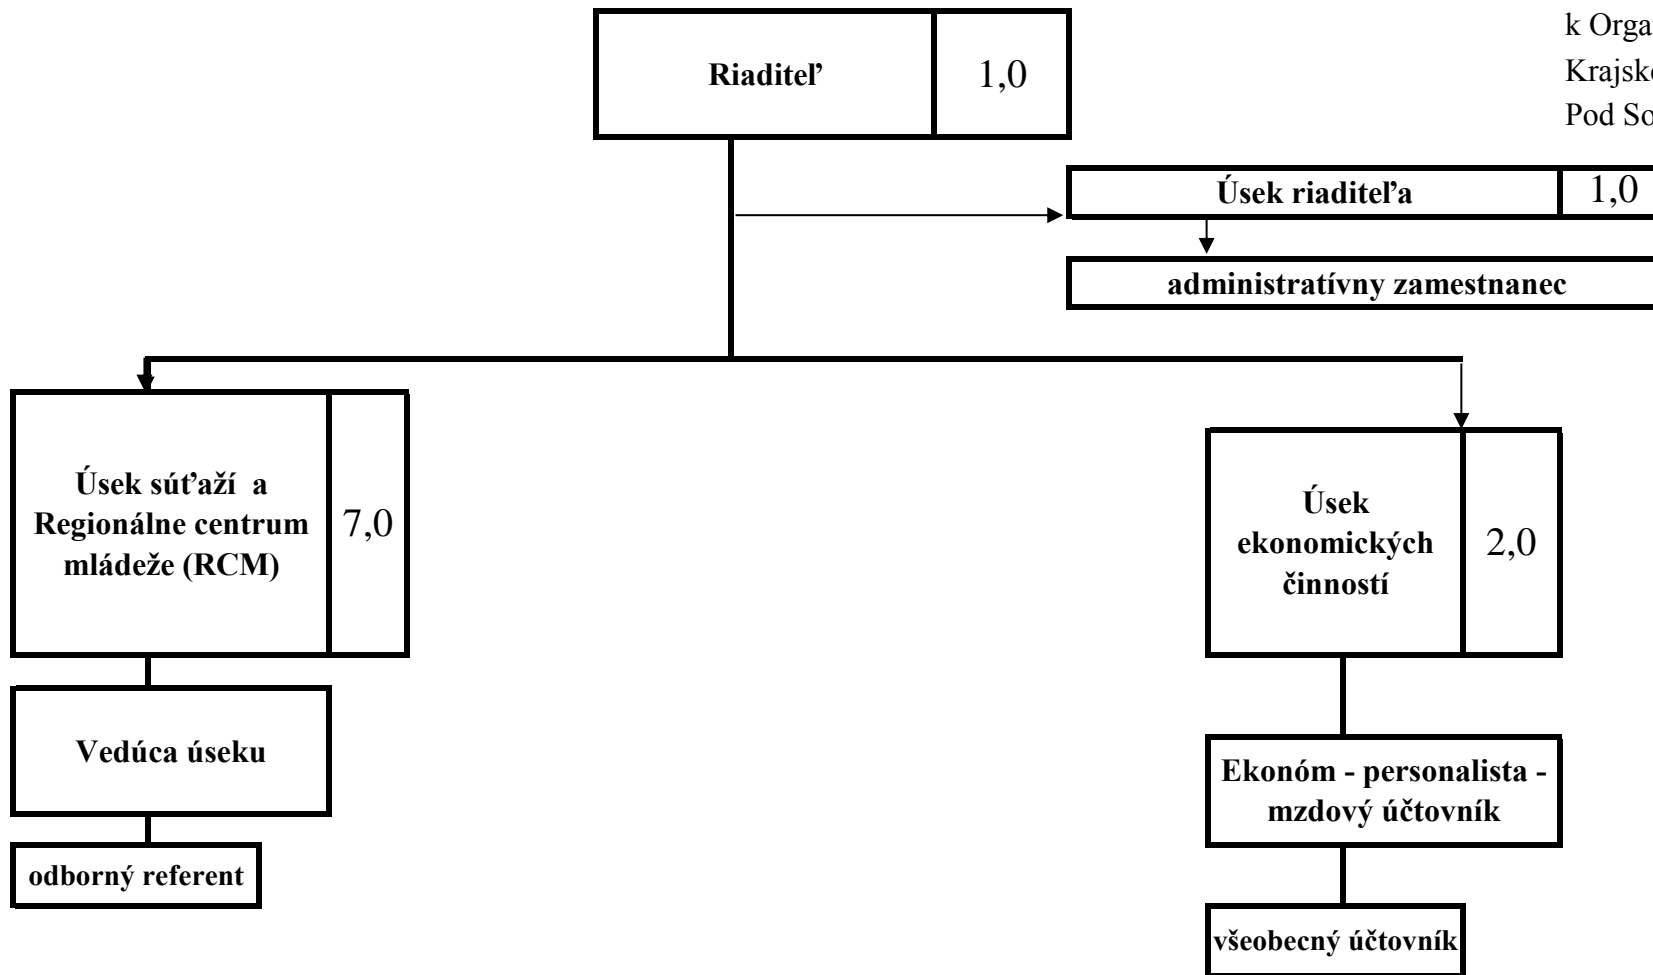 k Orga
Krajsk
Pod So
Riaditeľ 1,0
Úsek riaditeľa 1,0
administratívny zamestnanec
Úsek súťaží a
Regionálne centrum
mládeže (RCM)
7,0
Úsek
ekonomických
činností
2,0
Vedúca úseku
odborný referent
Ekonóm - personalista -
mzdový účtovník
všeobecný účtovník